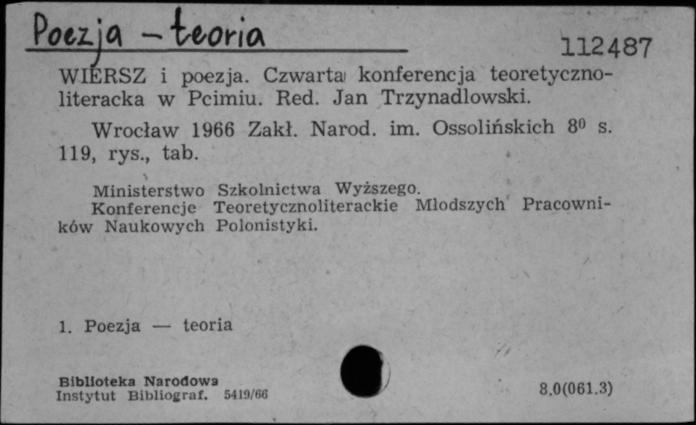 Poezja – teoria
112487
WIERSZ i poezja. Czwarta konferencja teoretyczno-
literacka w Pcimiu. Red. Jan Trzynadlowski.
Wrocław 1966 Zakł. Narod. im. Ossolińskich 8⁰ s.
119, rys., tab.
Ministerstwo Szkolnictwa Wyższego.
Konferencje Teoretycznoliterackie Młodszych Pracowni-
ków Naukowych Polonistyki.
1. Poezja — teoria
Biblioteka Narodowa
Instytut Bibliograf. 5419/66
8.0(061.3)